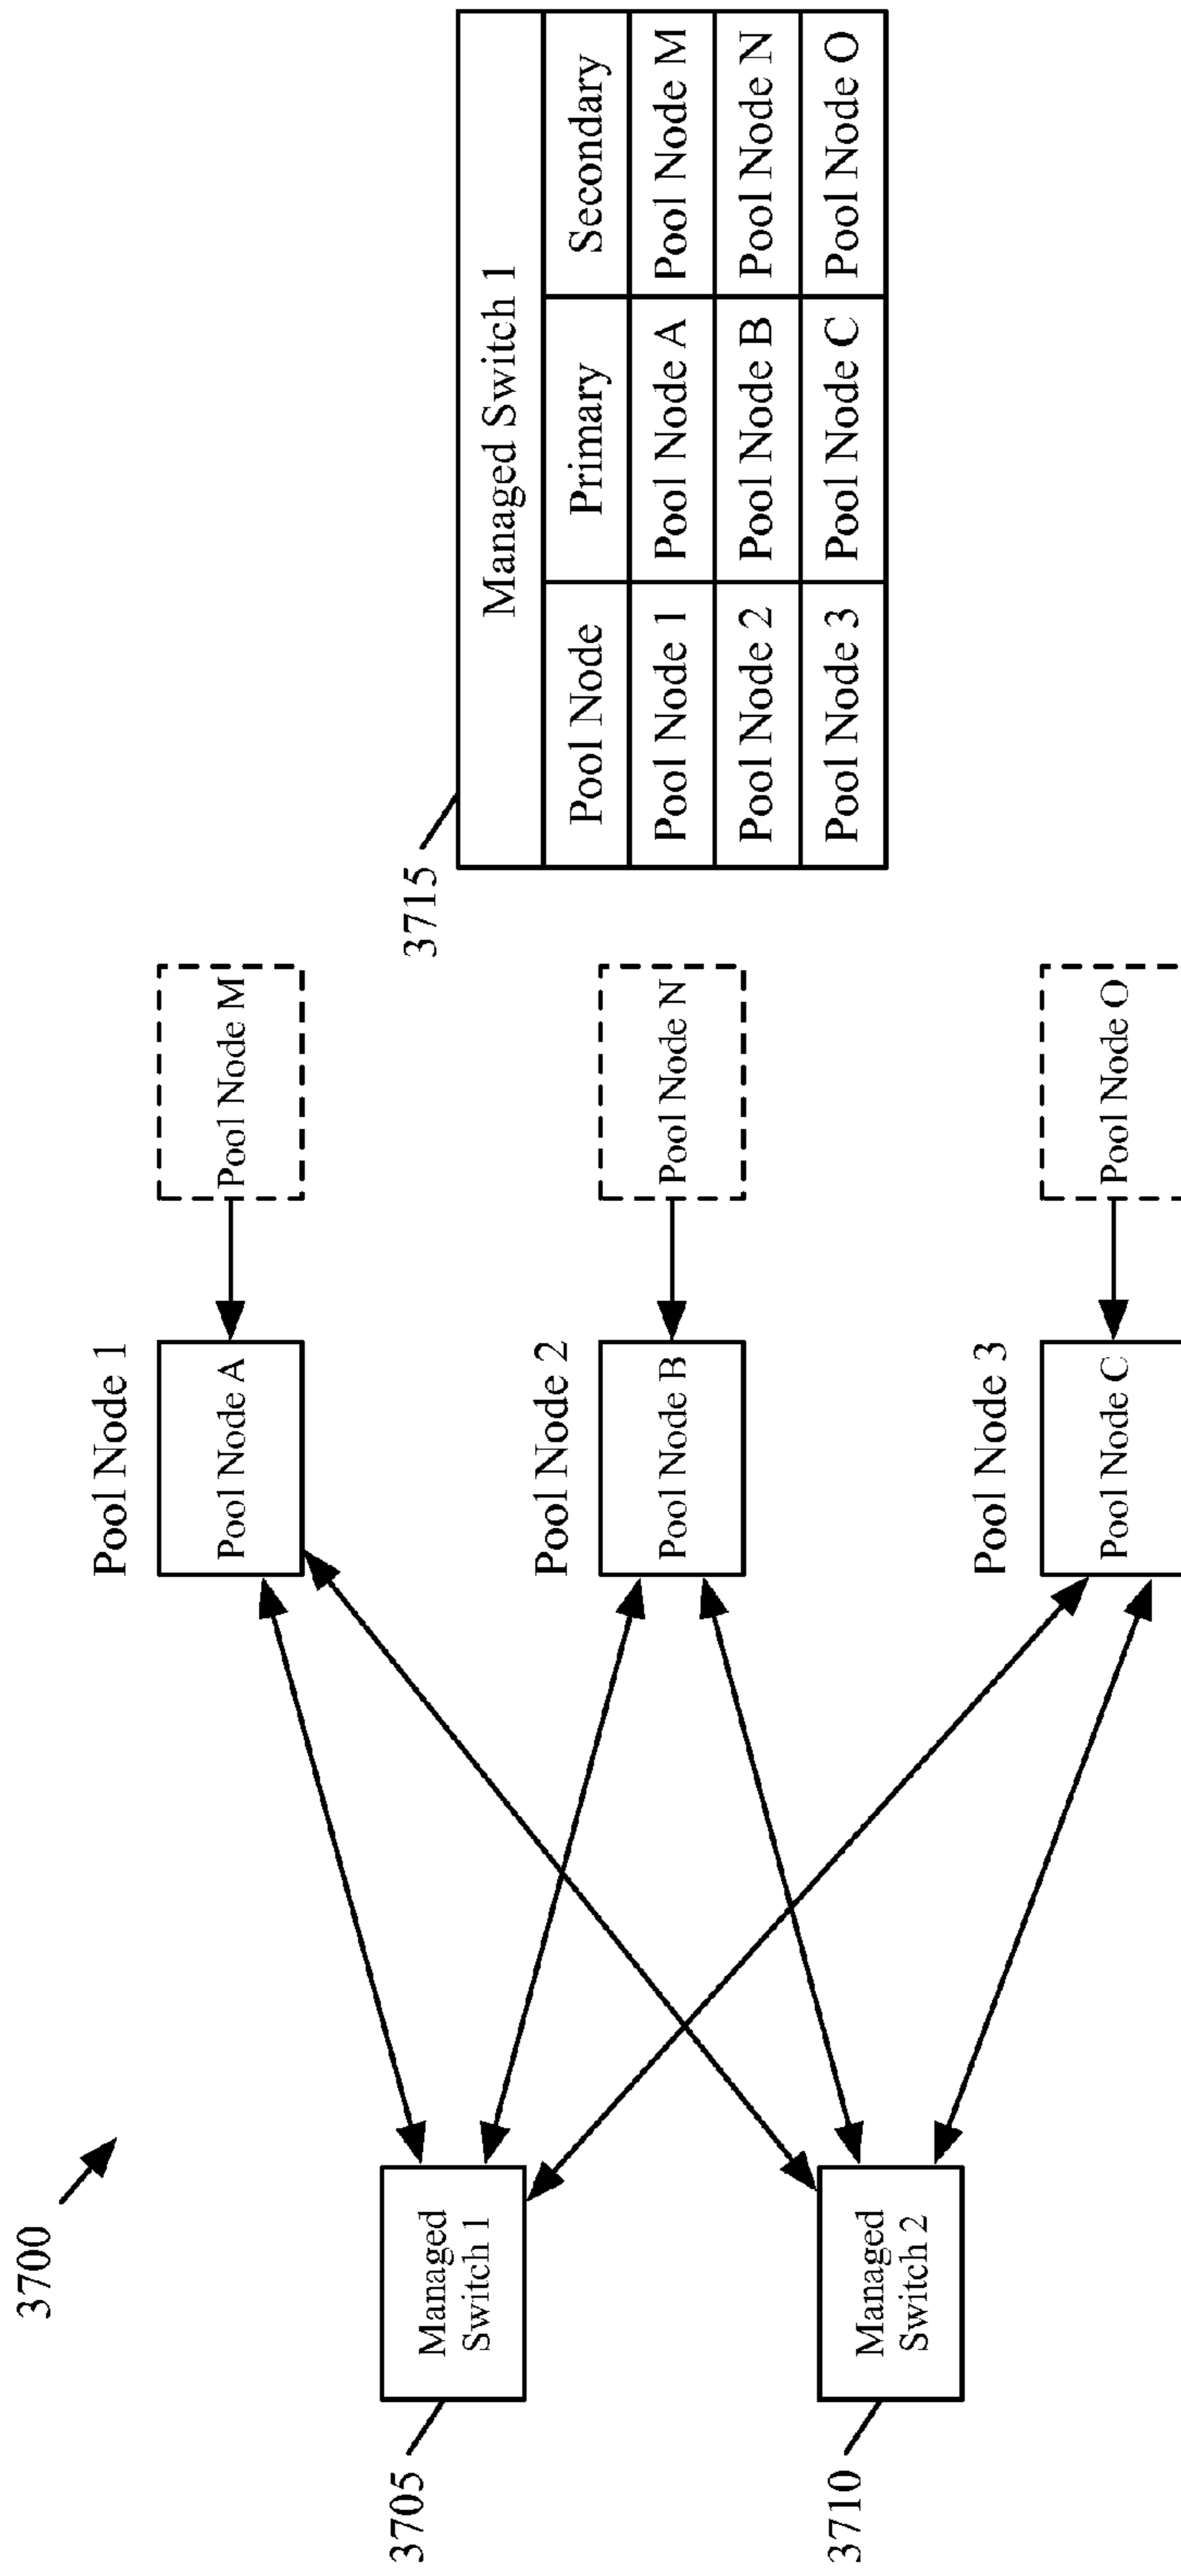 3700
3705
Managed
Switch 1
3710
Managed
Switch 2
Pool Node 1
Pool Node A
Pool Node M
Pool Node 2
Pool Node B
Pool Node N
Pool Node 3
Pool Node C
Pool Node O
3715
Managed Switch 1
Pool Node Primary Secondary
Pool Node 1 Pool Node A Pool Node M
Pool Node 2 Pool Node B Pool Node N
Pool Node 3 Pool Node C Pool Node O